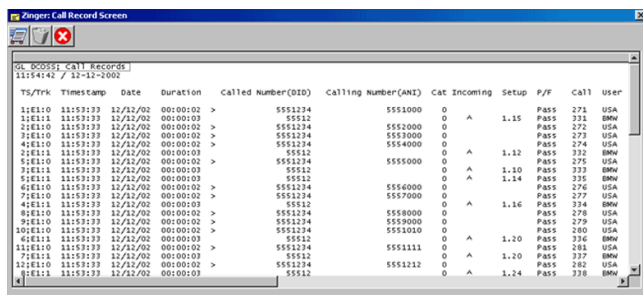 Zinger: Call Record Screen
GL DCOSS; Call Records
11:54:42 / 12-12-2002
TS/Trk Timestamp Date Duration Called Number(DID) Calling Number(ANI) Cat Incoming Setup P/F Call User
1;E1:0 11:53:33 12/12/02 00:00:02 > 5551234 5551000 0 Pass 271 USA
1;E1:1 11:53:33 12/12/02 00:00:03 55512 0 ^ 1.15 Pass 331 BMW
2;E1:0 11:53:33 12/12/02 00:00:02 > 5551234 5552000 0 Pass 272 USA
3;E1:0 11:53:33 12/12/02 00:00:02 > 5551234 5553000 0 Pass 273 USA
4;E1:0 11:53:33 12/12/02 00:00:02 > 5551234 5554000 0 Pass 274 USA
2;E1:1 11:53:33 12/12/02 00:00:03 55512 0 ^ 1.12 Pass 332 BMW
5;E1:0 11:53:33 12/12/02 00:00:02 > 5551234 5555000 0 Pass 275 USA
3;E1:1 11:53:33 12/12/02 00:00:03 55512 0 ^ 1.10 Pass 333 BMW
5;E1:1 11:53:33 12/12/02 00:00:03 55512 0 ^ 1.14 Pass 335 BMW
6;E1:0 11:53:33 12/12/02 00:00:02 > 5551234 5556000 0 Pass 276 USA
7;E1:0 11:53:33 12/12/02 00:00:02 > 5551234 5557000 0 Pass 277 USA
4;E1:1 11:53:33 12/12/02 00:00:03 55512 0 ^ 1.16 Pass 334 BMW
8;E1:0 11:53:33 12/12/02 00:00:02 > 5551234 5558000 0 Pass 278 USA
9;E1:0 11:53:33 12/12/02 00:00:02 > 5551234 5559000 0 Pass 279 USA
10;E1:0 11:53:33 12/12/02 00:00:02 > 5551234 5551010 0 Pass 280 USA
6;E1:1 11:53:33 12/12/02 00:00:03 55512 0 ^ 1.20 Pass 336 BMW
11;E1:0 11:53:33 12/12/02 00:00:02 > 5551234 5551111 0 Pass 281 USA
7;E1:1 11:53:33 12/12/02 00:00:03 55512 0 ^ 1.20 Pass 337 BMW
12;E1:0 11:53:33 12/12/02 00:00:02 > 5551234 5551212 0 Pass 282 USA
8;E1:1 11:53:33 12/12/02 00:00:03 55512 0 ^ 1.24 Pass 338 BMW